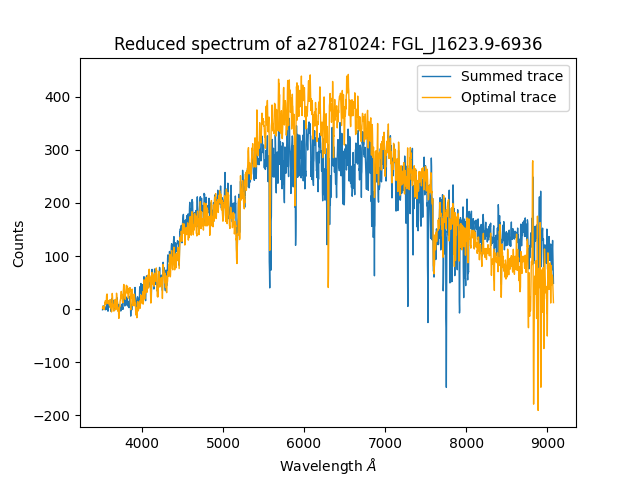 Reduced spectrum of a2781024: FGL_J1623.9-6936
Summed trace
Optimal trace
400
300
200
100
0
−100
−200
Counts
4000 5000 6000 7000 8000 9000
Wavelength Å